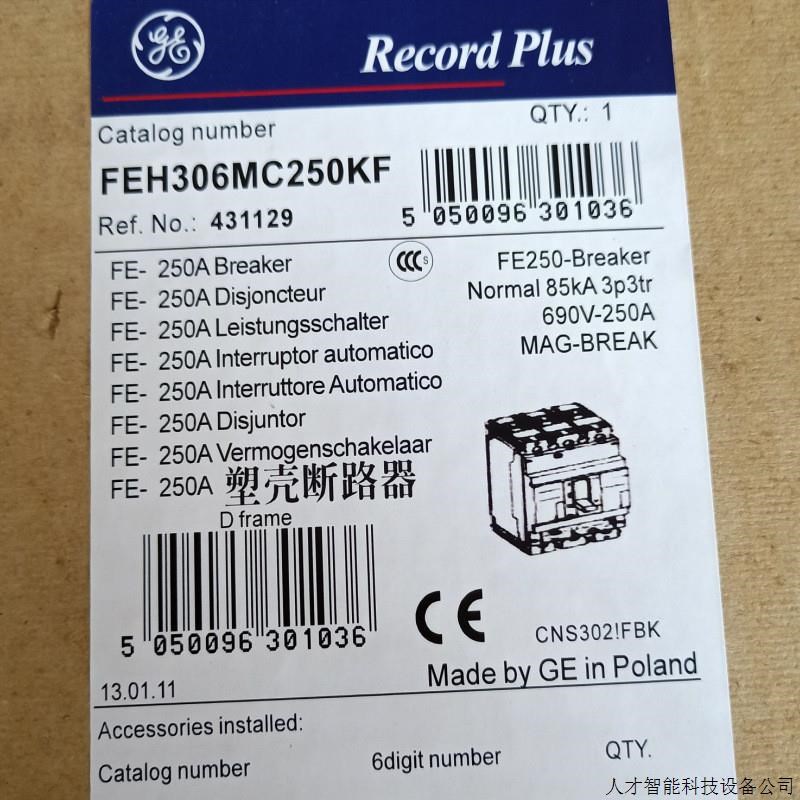 GE
Record Plus
Catalog number
QTY.: 1
FEH306MC250KF
5 050096 301036
Ref. No.: 431129
CCC S
FE- 250A Breaker
FE- 250A Disjoncteur
FE- 250A Leistungsschalter
FE- 250A Interruptor automatico
FE- 250A Interruttore Automatico
FE- 250A Disjuntor
FE- 250A Vermogenschakelaar
FE- 250A 塑壳断路器
D frame
FE250-Breaker
Normal 85kA 3p3tr
690V-250A
MAG-BREAK
5 050096 301036
CE
CNS302!FBK
Made by GE in Poland
13.01.11
Accessories installed:
Catalog number
6digit number
QTY.
人才智能科技设备公司